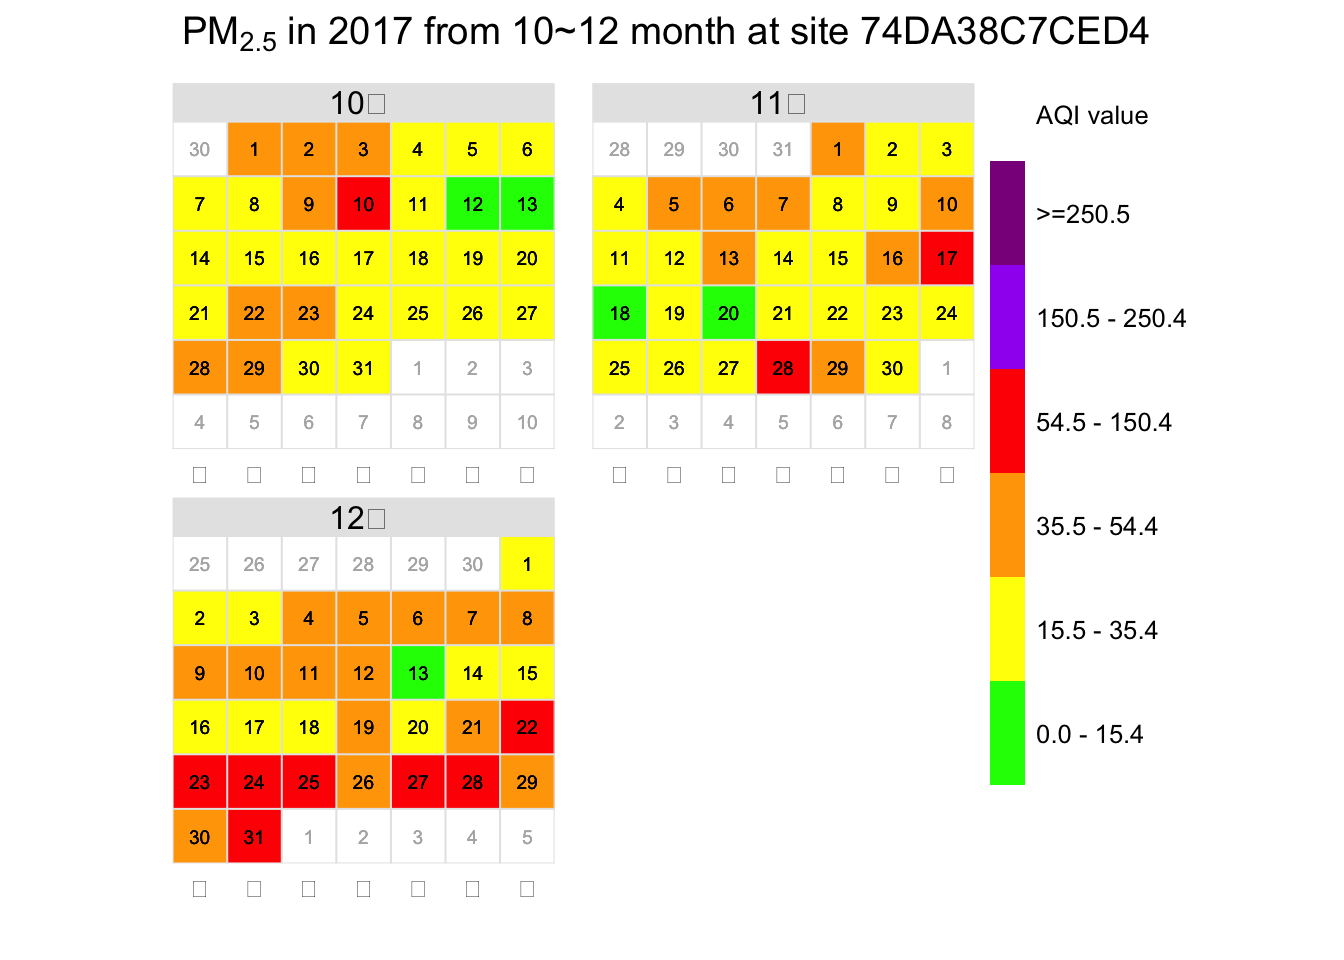 PM2.5 in 2017 from 10~12 month at site 74DA38C7CED4
10□
30 1 2 3 4 5 6
7 8 9 10 11 12 13
14 15 16 17 18 19 20
21 22 23 24 25 26 27
28 29 30 31 1 2 3
4 5 6 7 8 9 10
□ □ □ □ □ □ □
11□
28 29 30 31 1 2 3
4 5 6 7 8 9 10
11 12 13 14 15 16 17
18 19 20 21 22 23 24
25 26 27 28 29 30 1
2 3 4 5 6 7 8
□ □ □ □ □ □ □
12□
25 26 27 28 29 30 1
2 3 4 5 6 7 8
9 10 11 12 13 14 15
16 17 18 19 20 21 22
23 24 25 26 27 28 29
30 31 1 2 3 4 5
□ □ □ □ □ □ □
AQI value
>=250.5
150.5 - 250.4
54.5 - 150.4
35.5 - 54.4
15.5 - 35.4
0.0 - 15.4